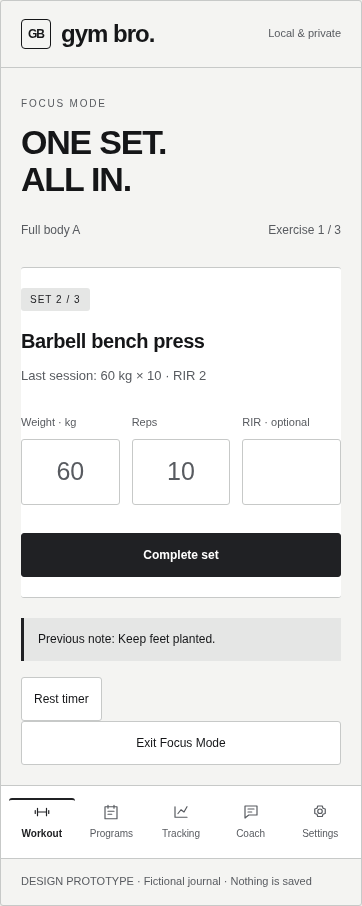 GB gym bro. Local & private
FOCUS MODE
ONE SET.
ALL IN.
Full body A Exercise 1 / 3
SET 2 / 3
Barbell bench press
Last session: 60 kg × 10 · RIR 2
Weight · kg Reps RIR · optional
60 10
Complete set
Previous note: Keep feet planted.
Rest timer
Exit Focus Mode
Workout Programs Tracking Coach Settings
DESIGN PROTOTYPE · Fictional journal · Nothing is saved